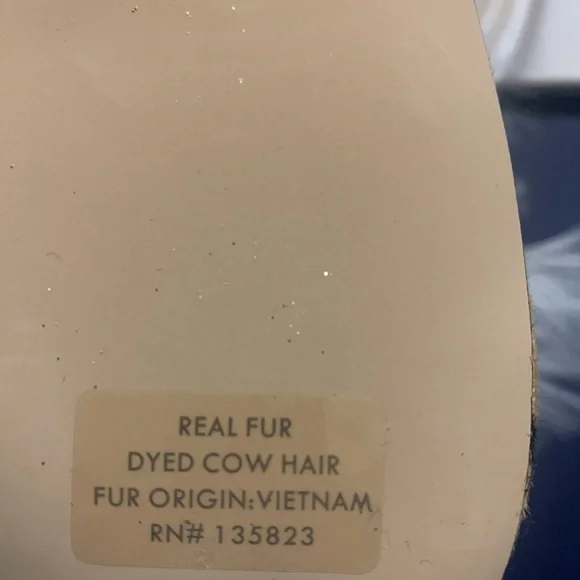 REAL FUR
DYED COW HAIR
FUR ORIGIN:VIETNAM
RN# 135823